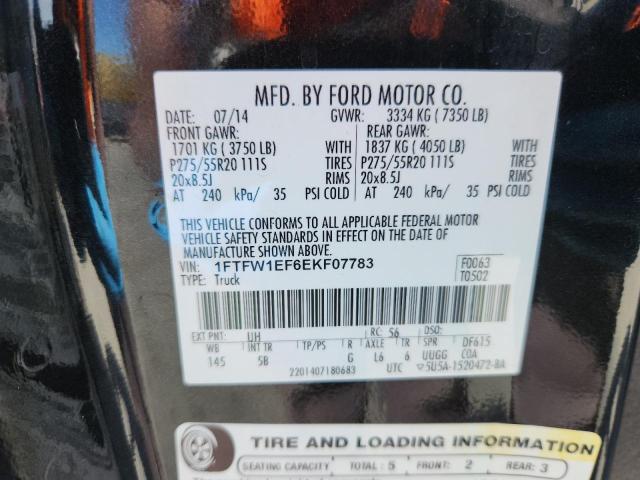 MFD. BY FORD MOTOR CO.
DATE: 07/14 GVWR: 3334 KG ( 7350 LB)
FRONT GAWR: REAR GAWR:
1701 KG ( 3750 LB) WITH 1837 KG ( 4050 LB) WITH
P275/55R20 111S TIRES P275/55R20 111S TIRES
20x8.5J RIMS 20x8.5J RIMS
AT 240 kPa/ 35 PSI COLD AT 240 kPa/ 35 PSI COLD
THIS VEHICLE CONFORMS TO ALL APPLICABLE FEDERAL MOTOR
VEHICLE SAFETY STANDARDS IN EFFECT ON THE DATE OF
MANUFACTURE SHOWN ABOVE.
VIN: 1FTFW1EF6EKF07783 F0063
TYPE: Truck T0502
EXT PNT: UH RC: 56 DSO:
WB INT TR TP/PS R AXLE TR SPR DF615
145 5B G L6 6 UUGG COA
2201407180683 UTC ▽5U5A-1520472-BA
TIRE AND LOADING INFORMATION
SEATING CAPACITY TOTAL : 5 FRONT: 2 REAR: 3